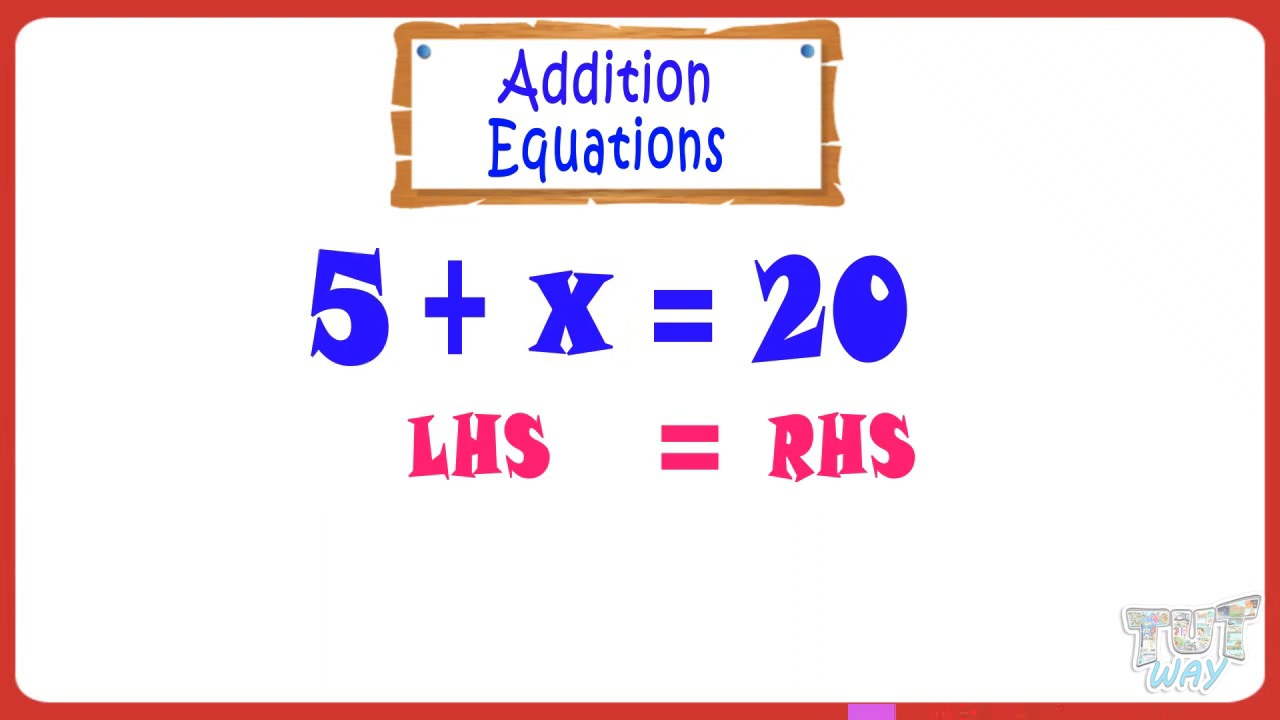 Addition
Equations
5 + x = 20
LHS = RHS
TUT
WAY